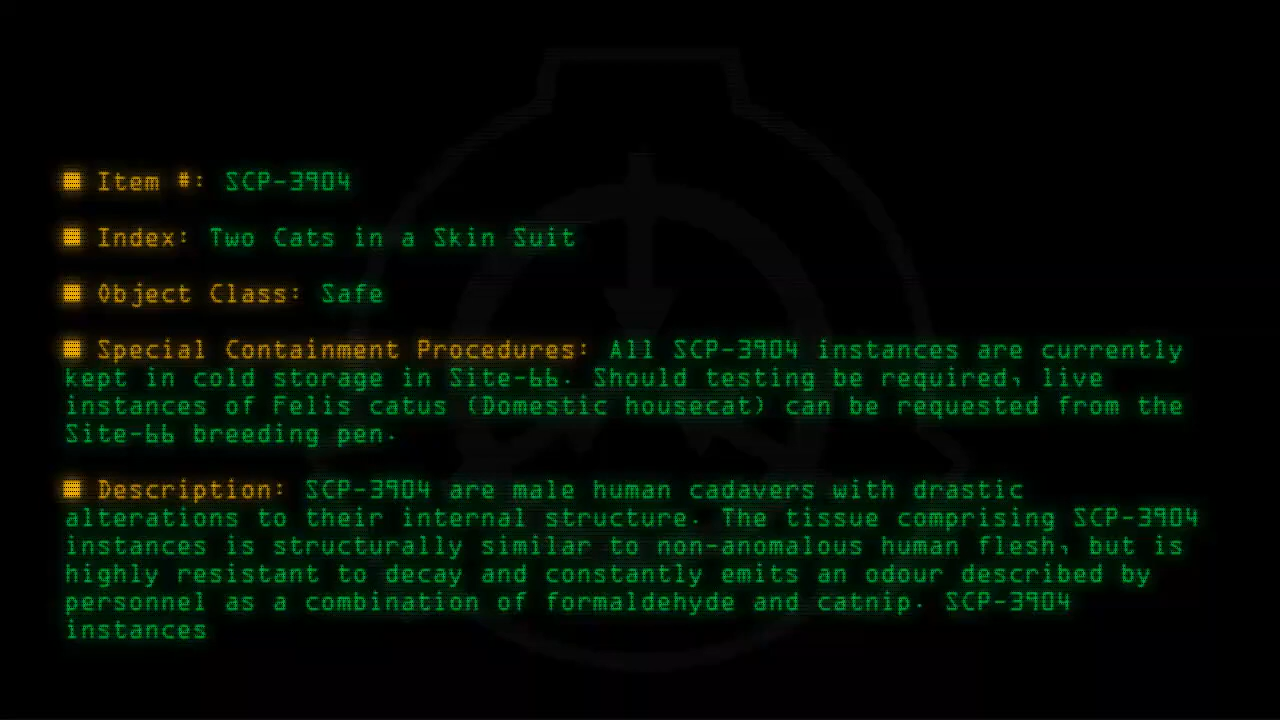 ■ Item #: SCP-3904
■ Index: Two Cats in a Skin Suit
■ Object Class: Safe
■ Special Containment Procedures: All SCP-3904 instances are currently
kept in cold storage in Site-66. Should testing be required, live
instances of Felis catus (Domestic housecat) can be requested from the
Site-66 breeding pen.
■ Description: SCP-3904 are male human cadavers with drastic
alterations to their internal structure. The tissue comprising SCP-3904
instances is structurally similar to non-anomalous human flesh, but is
highly resistant to decay and constantly emits an odour described by
personnel as a combination of formaldehyde and catnip. SCP-3904
instances